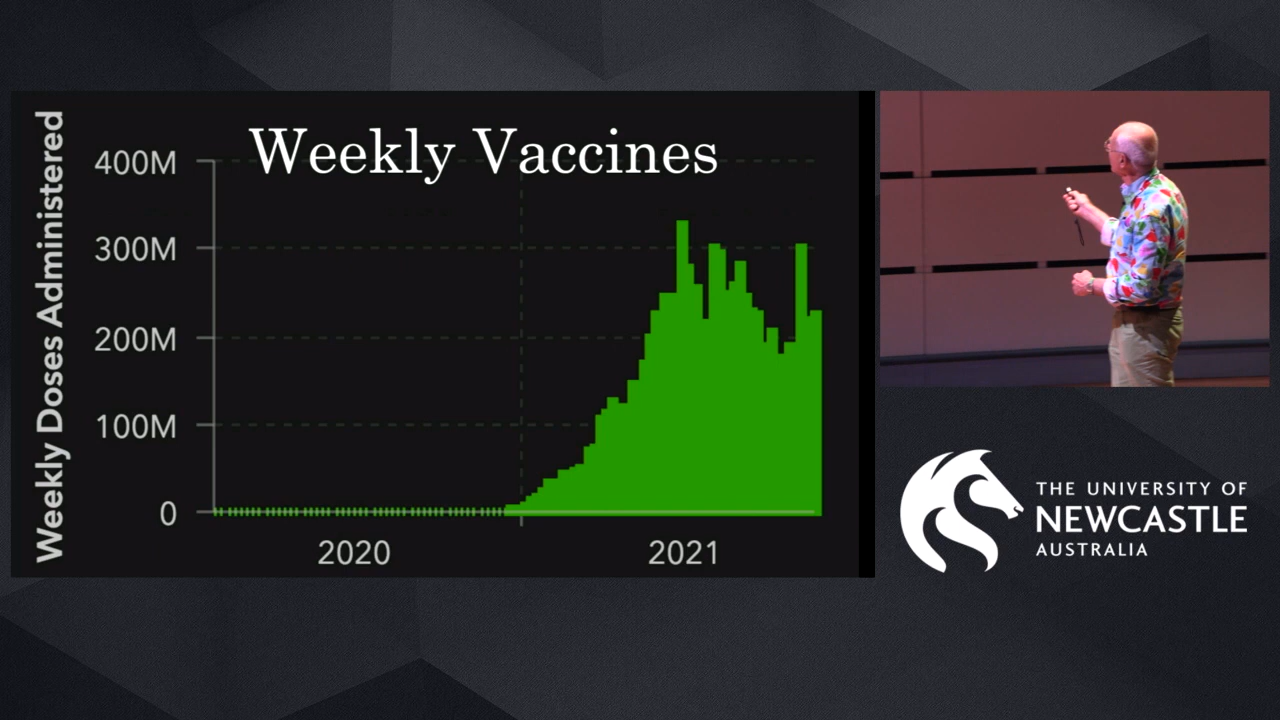 Weekly Vaccines
Weekly Doses Administered
400M
300M
200M
100M
0
2020
2021
THE UNIVERSITY OF
NEWCASTLE
AUSTRALIA